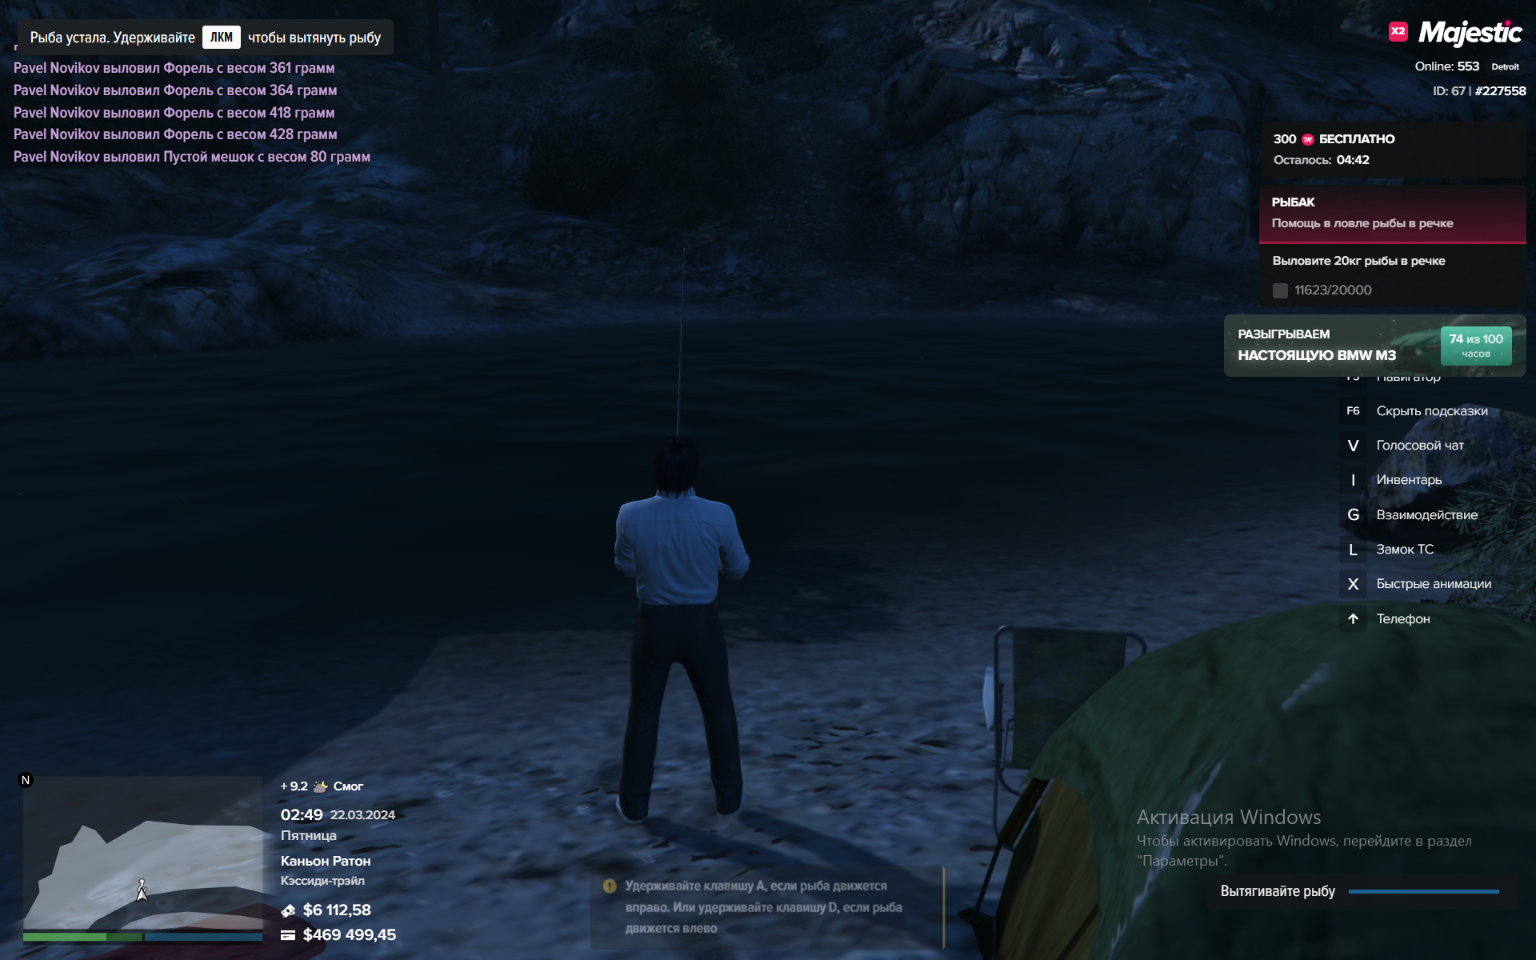 Рыба устала. Удерживайте ЛКМ чтобы вытянуть рыбу
Pavel Novikov выловил Форель с весом 361 грамм
Pavel Novikov выловил Форель с весом 364 грамм
Pavel Novikov выловил Форель с весом 418 грамм
Pavel Novikov выловил Форель с весом 428 грамм
Pavel Novikov выловил Пустой мешок с весом 80 грамм
X2 Majestic
Online: 553 Detroit
ID: 67 | #227558
300 БЕСПЛАТНО
Осталось: 04:42
РЫБАК
Помощь в ловле рыбы в речке
Выловите 20кг рыбы в речке
11623/20000
РАЗЫГРЫВАЕМ
НАСТОЯЩУЮ BMW M3
74 из 100
часов
Навигатор
F6 Скрыть подсказки
V Голосовой чат
I Инвентарь
G Взаимодействие
L Замок ТС
X Быстрые анимации
↑ Телефон
N
+ 9.2 Смог
02:49 22.03.2024
Пятница
Каньон Ратон
Кэссиди-трэйл
$6 112,58
$469 499,45
Удерживайте клавишу A, если рыба движется
вправо. Или удерживайте клавишу D, если рыба
движется влево
Активация Windows
Чтобы активировать Windows, перейдите в раздел
"Параметры".
Вытягивайте рыбу